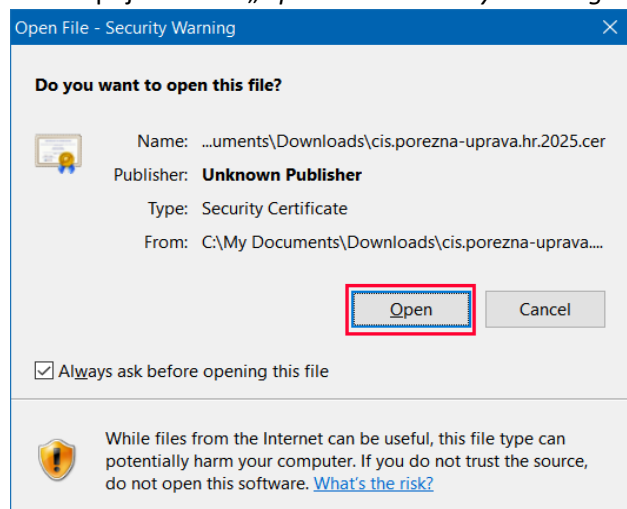 Open File - Security Warning
Do you want to open this file?
Name: ...uments\Downloads\cis.porezna-uprava.hr.2025.cer
Publisher: Unknown Publisher
Type: Security Certificate
From: C:\My Documents\Downloads\cis.porezna-uprava....
Open Cancel
Always ask before opening this file
While files from the Internet can be useful, this file type can
potentially harm your computer. If you do not trust the source,
do not open this software. What's the risk?